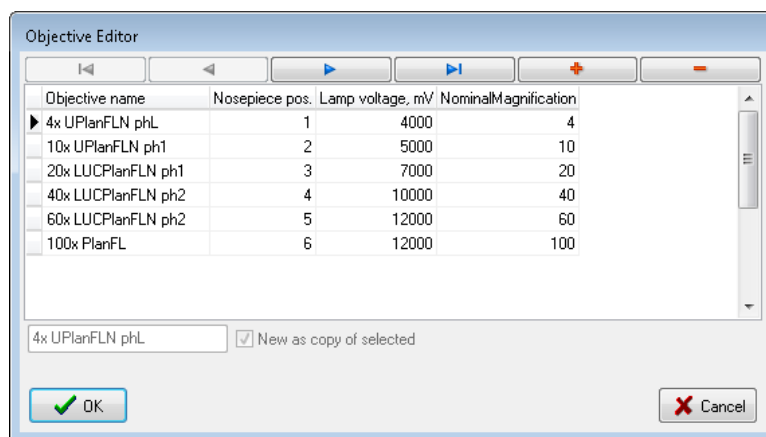 Objective Editor
Objective name Nosepiece pos. Lamp voltage, mV NominalMagnification
4x UPlanFLN phL 1 4000 4
10x UPlanFLN ph1 2 5000 10
20x LUCPlanFLN ph1 3 7000 20
40x LUCPlanFLN ph2 4 10000 40
60x LUCPlanFLN ph2 5 12000 60
100x PlanFL 6 12000 100
4x UPlanFLN phL New as copy of selected
OK Cancel